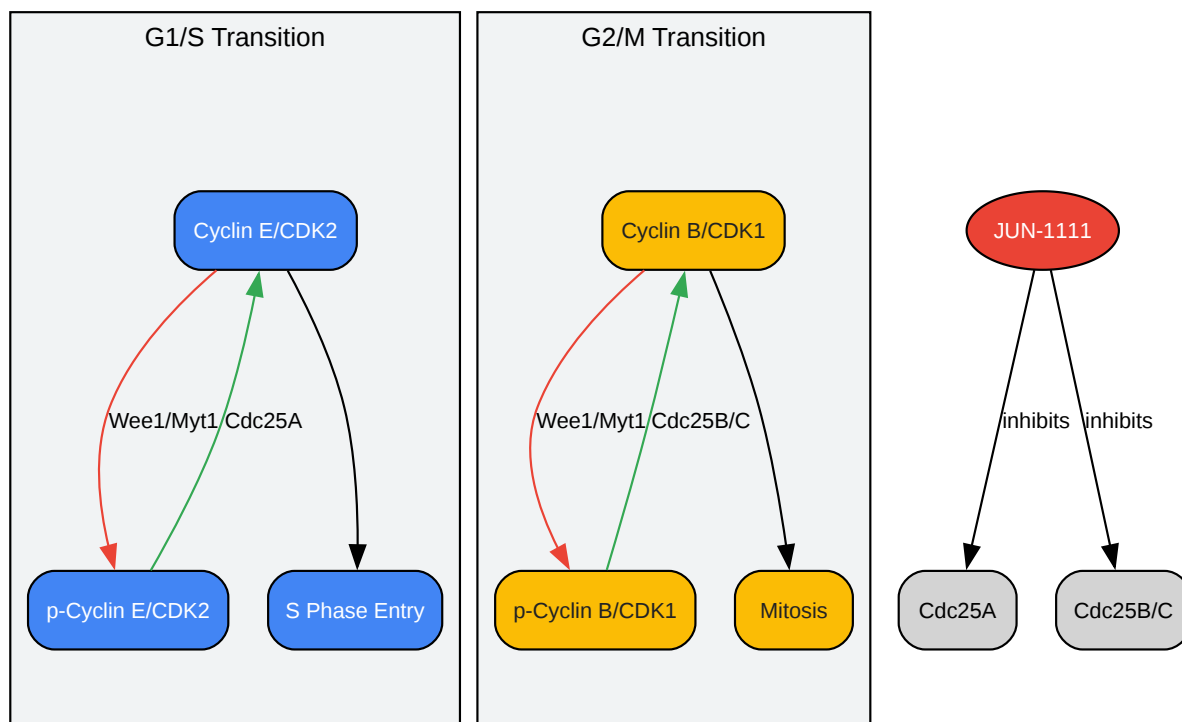 G1/S Transition
G2/M Transition
Cyclin E/CDK2
Cyclin B/CDK1
JUN-1111
Wee1/Myt1
Cdc25A
Wee1/Myt1
Cdc25B/C
inhibits
inhibits
p-Cyclin E/CDK2
S Phase Entry
p-Cyclin B/CDK1
Mitosis
Cdc25A
Cdc25B/C